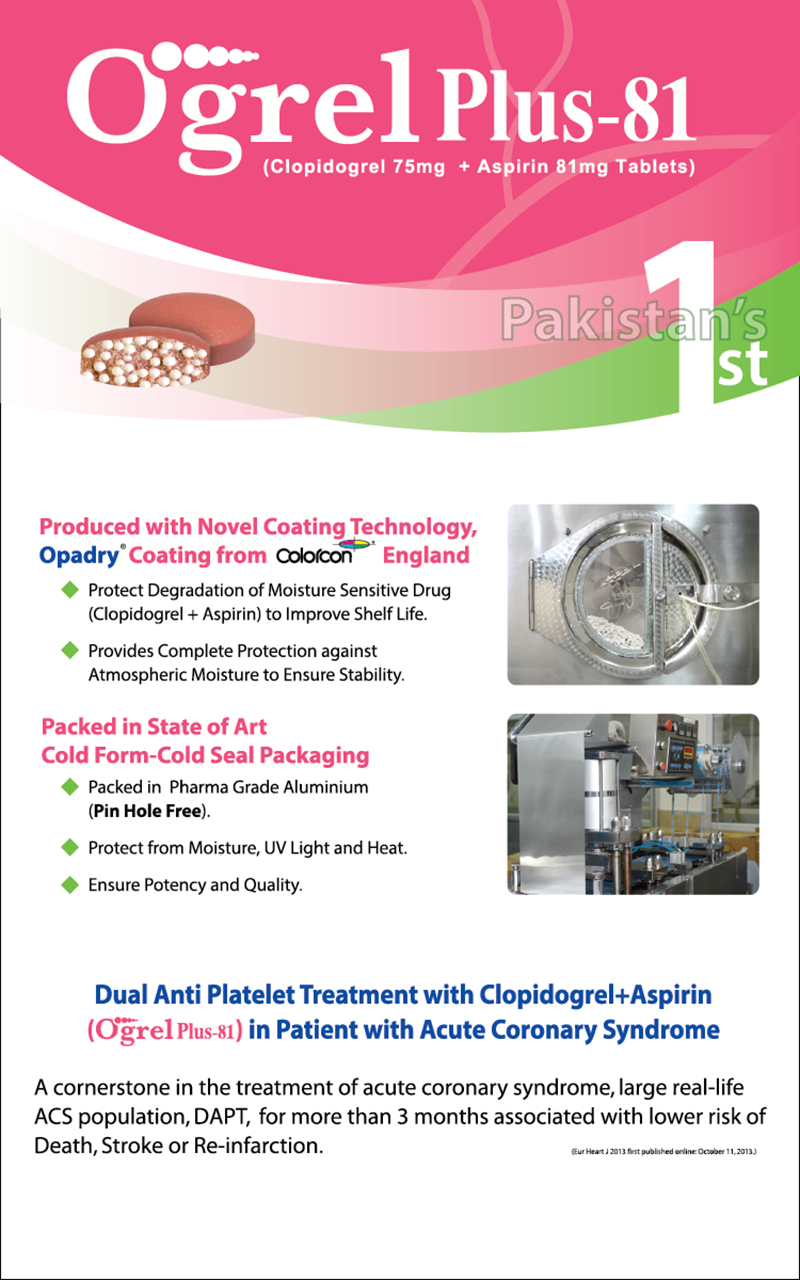 Ogrel Plus-81
(Clopidogrel 75mg + Aspirin 81mg Tablets)
Pakistan's
1st
Produced with Novel Coating Technology,
Opadry® Coating from Colorcon England
Protect Degradation of Moisture Sensitive Drug
(Clopidogrel + Aspirin) to Improve Shelf Life.
Provides Complete Protection against
Atmospheric Moisture to Ensure Stability.
Packed in State of Art
Cold Form-Cold Seal Packaging
Packed in Pharma Grade Aluminium
(Pin Hole Free).
Protect from Moisture, UV Light and Heat.
Ensure Potency and Quality.
Dual Anti Platelet Treatment with Clopidogrel+Aspirin
(Ogrel Plus-81) in Patient with Acute Coronary Syndrome
A cornerstone in the treatment of acute coronary syndrome, large real-life
ACS population, DAPT, for more than 3 months associated with lower risk of
Death, Stroke or Re-infarction.
(Eur Heart J 2013 first published online: October 11, 2013.)